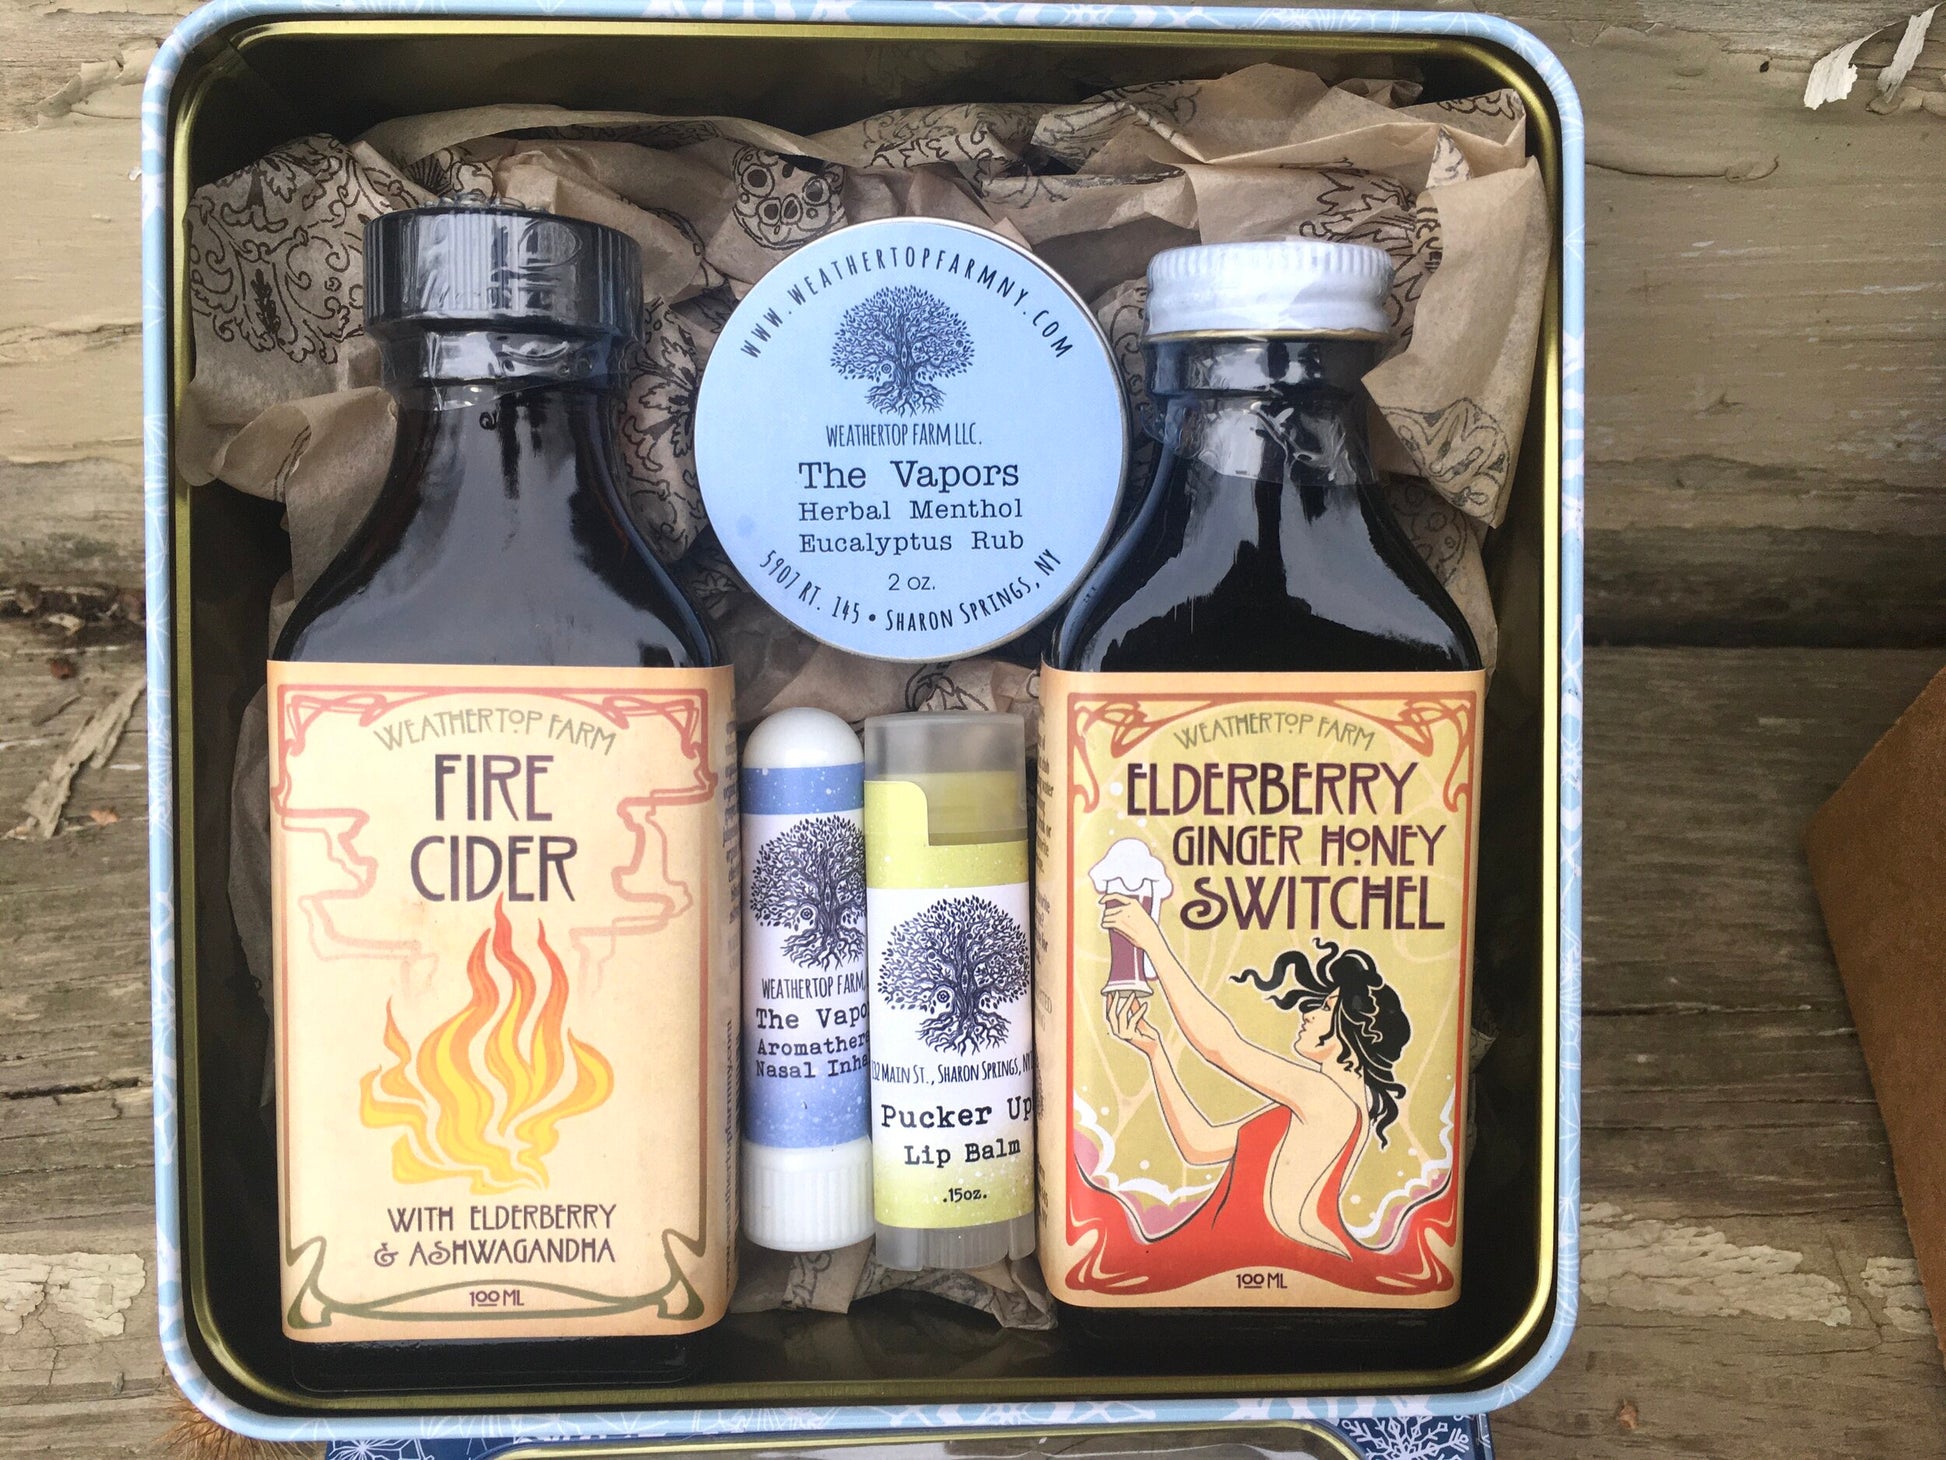 WEATHERTOP FARM
FIRE
CIDER
WITH ELDERBERRY
& ASHWAGANDHA
100 ML
WWW.WEATHERTOPFARMNY.COM
WEATHERTOP FARM LLC.
The Vapors
Herbal Menthol
Eucalyptus Rub
2 oz.
5907 RT. 145 • SHARON SPRINGS, NY
WEATHERTOP FARM,
The Vapo
Aromather
Nasal Inha
MAIN ST., SHARON SPRINGS, NY
Pucker Up
Lip Balm
.15oz.
WEATHERTOP FARM
ELDERBERRY
GINGER HONEY
SWITCHEL
100 ML